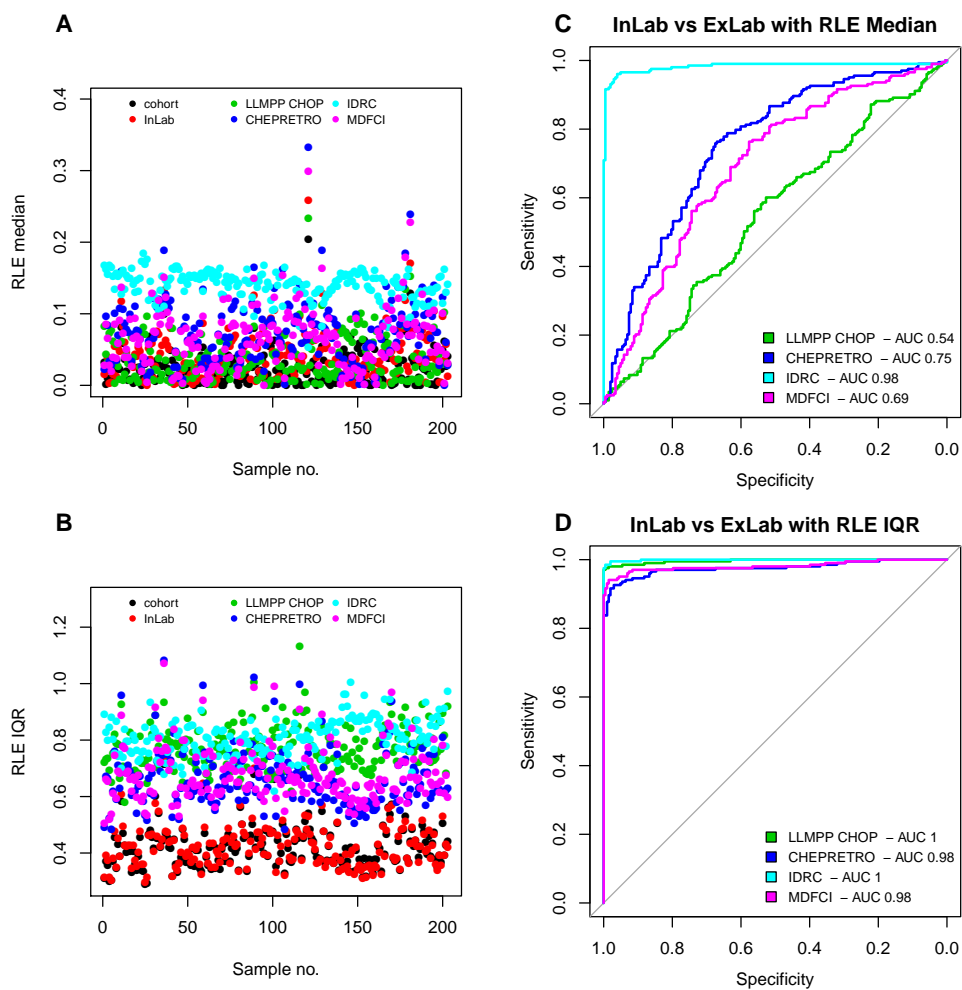 A
0.4
0.3
0.2
0.1
0.0
RLE median
cohort
InLab
LLMPP CHOP
CHEPRETRO
IDRC
MDFCI
0 50 100 150 200
Sample no.
C
InLab vs ExLab with RLE Median
1.0
0.8
0.6
0.4
0.2
0.0
Sensitivity
LLMPP CHOP – AUC 0.54
CHEPRETRO – AUC 0.75
IDRC – AUC 0.98
MDFCI – AUC 0.69
1.0 0.8 0.6 0.4 0.2 0.0
Specificity
B
1.2
1.0
0.8
0.6
0.4
RLE IQR
cohort
InLab
LLMPP CHOP
CHEPRETRO
IDRC
MDFCI
0 50 100 150 200
Sample no.
D
InLab vs ExLab with RLE IQR
1.0
0.8
0.6
0.4
0.2
0.0
Sensitivity
LLMPP CHOP – AUC 1
CHEPRETRO – AUC 0.98
IDRC – AUC 1
MDFCI – AUC 0.98
1.0 0.8 0.6 0.4 0.2 0.0
Specificity